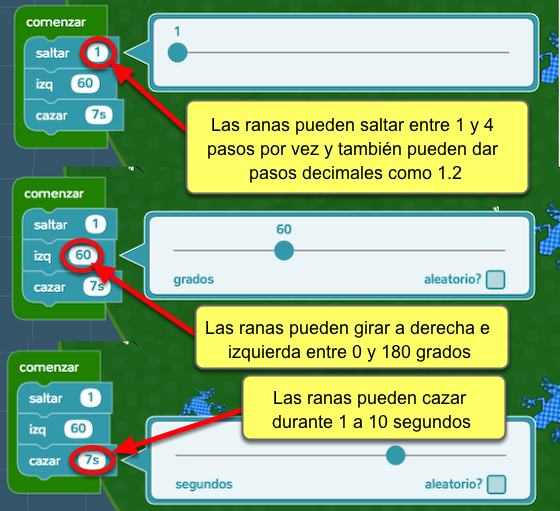 comenzar
saltar 1
izq 60
cazar 7s
1
Las ranas pueden saltar entre 1 y 4
pasos por vez y también pueden dar
pasos decimales como 1.2
comenzar
saltar 1
izq 60
cazar 7s
60
grados aleatorio?
Las ranas pueden girar a derecha e
izquierda entre 0 y 180 grados
comenzar
saltar 1
izq 60
cazar 7s
Las ranas pueden cazar
durante 1 a 10 segundos
segundos aleatorio?